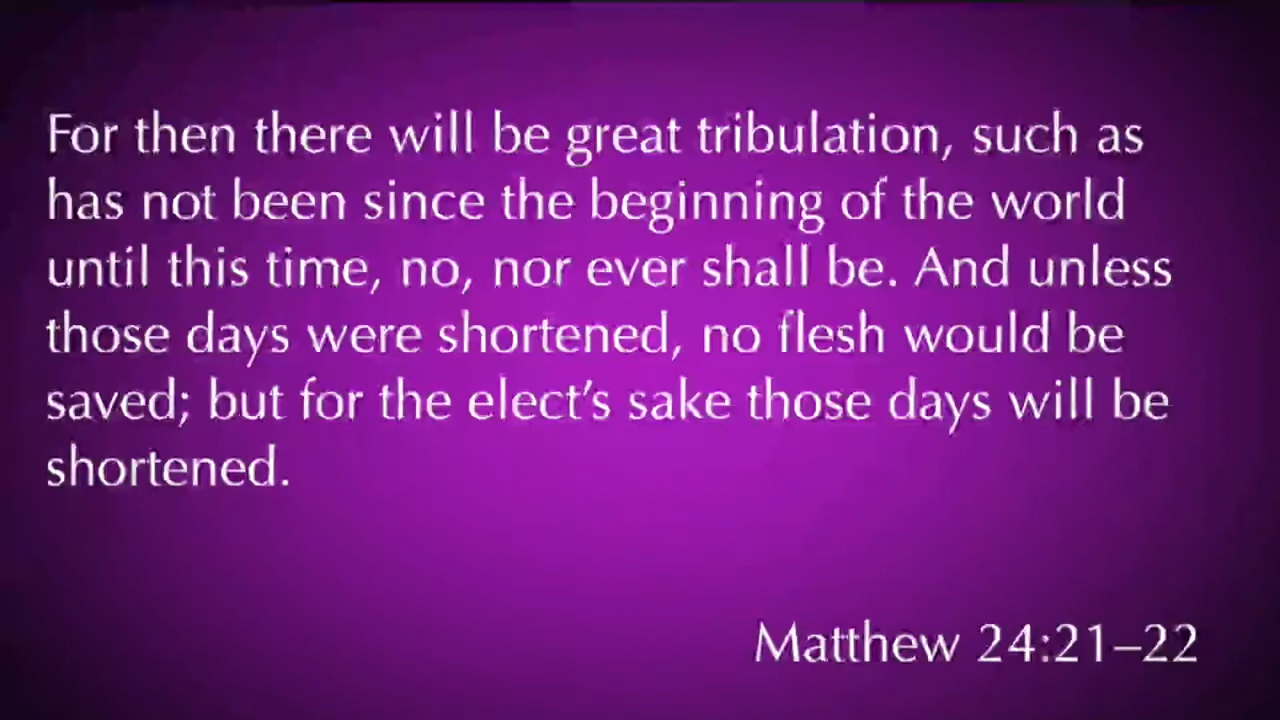 For then there will be great tribulation, such as
has not been since the beginning of the world
until this time, no, nor ever shall be. And unless
those days were shortened, no flesh would be
saved; but for the elect’s sake those days will be
shortened.
Matthew 24:21–22